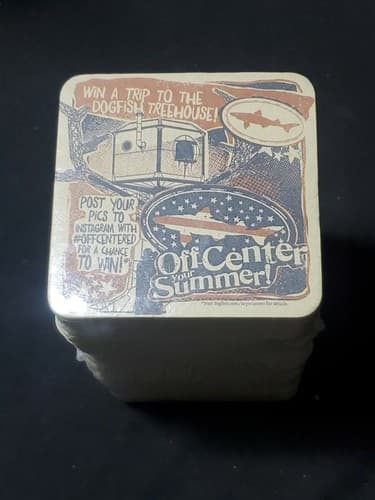 WIN A TRIP TO THE
DOGFISH TREEHOUSE!
POST YOUR
PICS TO
INSTAGRAM WITH
#OFFCENTERED
FOR A CHANCE
TO WIN!*
Off-Center
Your
Summer!